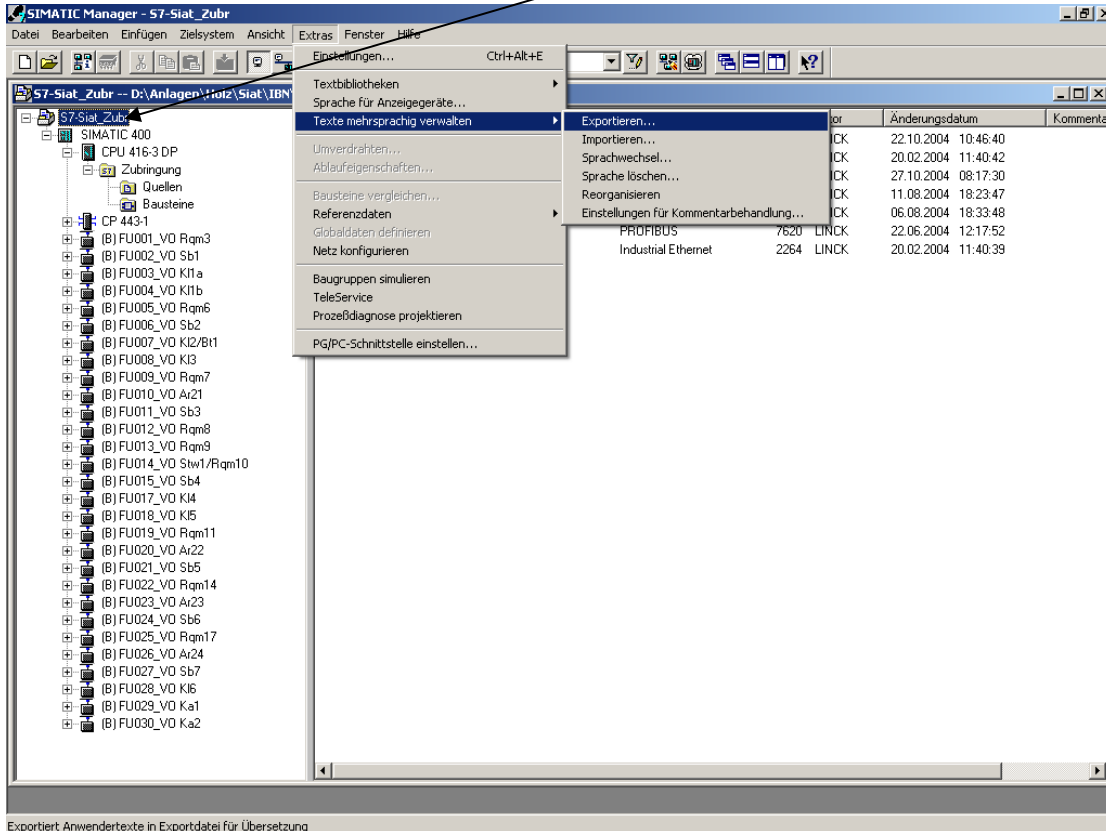 SIMATIC Manager - S7-Siat_Zubr
Datei Bearbeiten Einfügen Zielsystem Ansicht Extras Fenster Hilfe
S7-Siat_Zubr -- D:\Anlagen\Holz\Siat\IBN\
S7-Siat_Zubr
SIMATIC 400
CPU 416-3 DP
Zubringung
Quellen
Bausteine
CP 443-1
(B) FU001_VO Rqm3
(B) FU002_VO Sb1
(B) FU003_VO Kl1a
(B) FU004_VO Kl1b
(B) FU005_VO Rqm6
(B) FU006_VO Sb2
(B) FU007_VO Kl2/Bt1
(B) FU008_VO Kl3
(B) FU009_VO Rqm7
(B) FU010_VO Ar21
(B) FU011_VO Sb3
(B) FU012_VO Rqm8
(B) FU013_VO Rqm9
(B) FU014_VO Stw1/Rqm10
(B) FU015_VO Sb4
(B) FU017_VO Kl4
(B) FU018_VO Kl5
(B) FU019_VO Rqm11
(B) FU020_VO Ar22
(B) FU021_VO Sb5
(B) FU022_VO Rqm14
(B) FU023_VO Ar23
(B) FU024_VO Sb6
(B) FU025_VO Rqm17
(B) FU026_VO Ar24
(B) FU027_VO Sb7
(B) FU028_VO Kl6
(B) FU029_VO Ka1
(B) FU030_VO Ka2
Einstellungen... Ctrl+Alt+E
Textbibliotheken
Sprache für Anzeigegeräte...
Texte mehrsprachig verwalten
Umverdrahten...
Ablaufeigenschaften...
Bausteine vergleichen...
Referenzdaten
Globaldaten definieren
Netz konfigurieren
Baugruppen simulieren
TeleService
Prozeßdiagnose projektieren
PG/PC-Schnittstelle einstellen...
Exportieren...
Importieren...
Sprachwechsel...
Sprache löschen...
Reorganisieren
Einstellungen für Kommentarbehandlung...
or Änderungsdatum Kommenta
CK 22.10.2004 10:46:40
CK 20.02.2004 11:40:42
CK 27.10.2004 08:17:30
CK 11.08.2004 18:23:47
CK 06.08.2004 18:33:48
PROFIBUS 7620 LINCK 22.06.2004 12:17:52
Industrial Ethernet 2264 LINCK 20.02.2004 11:40:39
Exportiert Anwendertexte in Exportdatei für Übersetzung